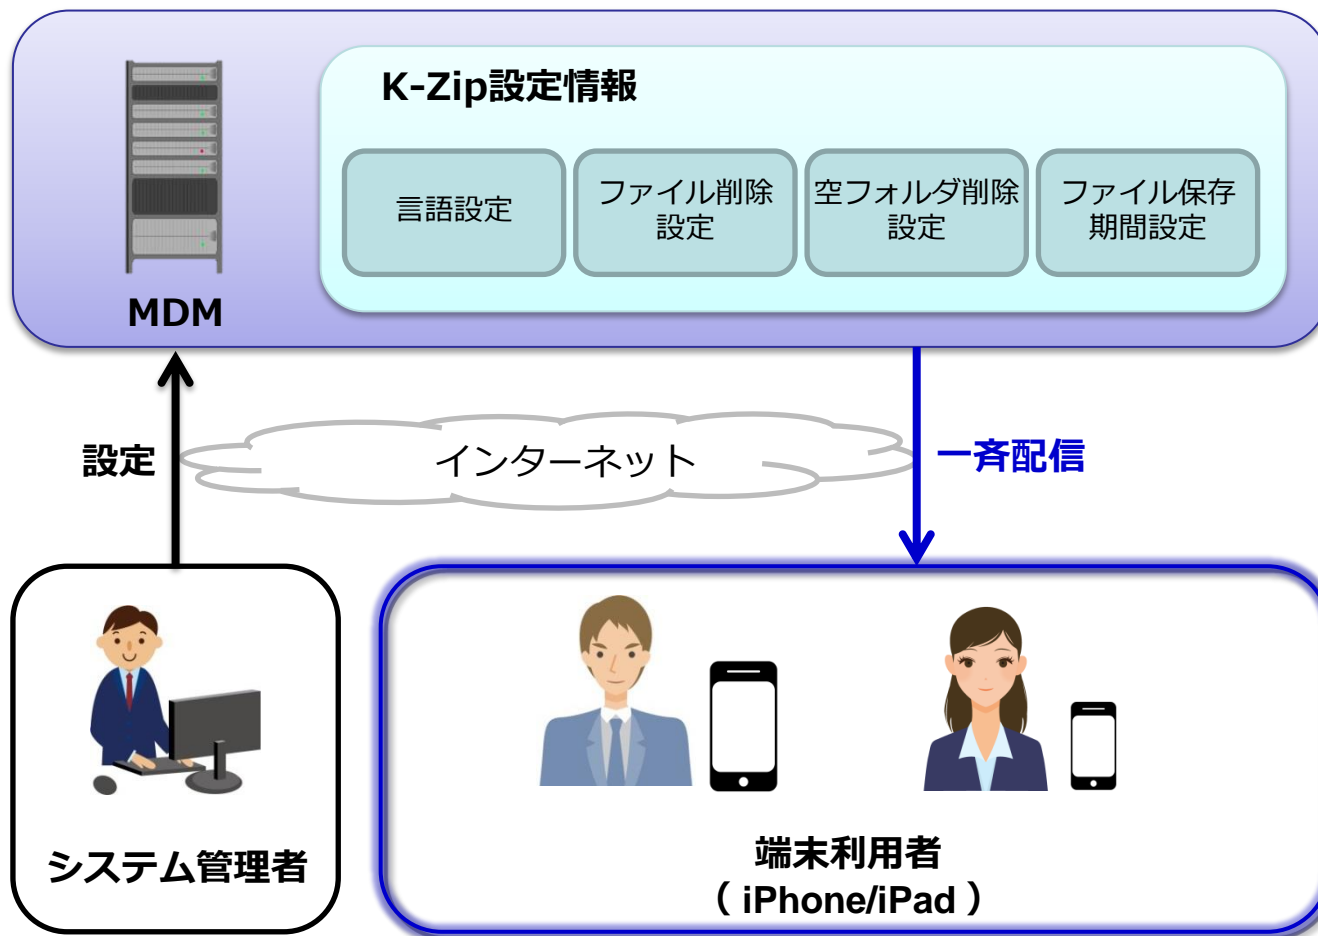 K-Zip設定情報
言語設定
ファイル削除
設定
空フォルダ削除
設定
ファイル保存
期間設定
MDM
設定
インターネット
一斉配信
システム管理者
端末利用者
（ iPhone/iPad ）